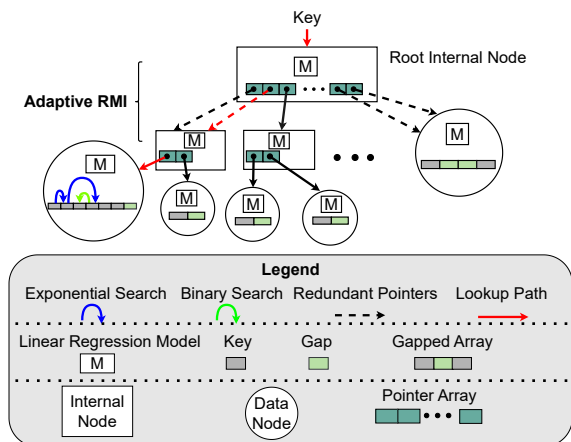 Key
Root Internal Node
M
Adaptive RMI
M
M
M
M
M
M
M
Legend
Exponential Search
Binary Search
Redundant Pointers
Lookup Path
Linear Regression Model
Key
Gap
Gapped Array
M
Internal
Node
Data
Node
Pointer Array